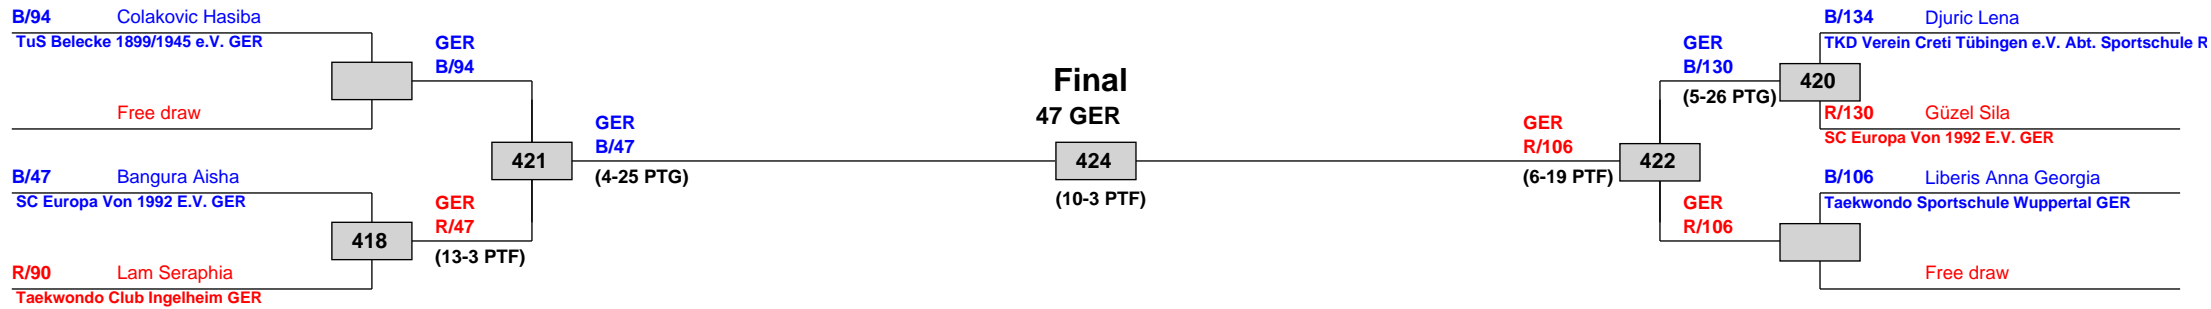 B/94 Colakovic Hasiba
TuS Belecke 1899/1945 e.V. GER
Free draw
B/47 Bangura Aisha
SC Europa Von 1992 E.V. GER
R/90 Lam Seraphia
Taekwondo Club Ingelheim GER
418
GER
B/94
GER
R/47
(13-3 PTF)
421
GER
B/47
(4-25 PTG)
Final
47 GER
424
(10-3 PTF)
GER
R/106
(6-19 PTF)
422
GER
B/130
(5-26 PTG)
GER
R/106
420
B/134 Djuric Lena
TKD Verein Creti Tübingen e.V. Abt. Sportschule R
R/130 Güzel Sila
SC Europa Von 1992 E.V. GER
B/106 Liberis Anna Georgia
Taekwondo Sportschule Wuppertal GER
Free draw